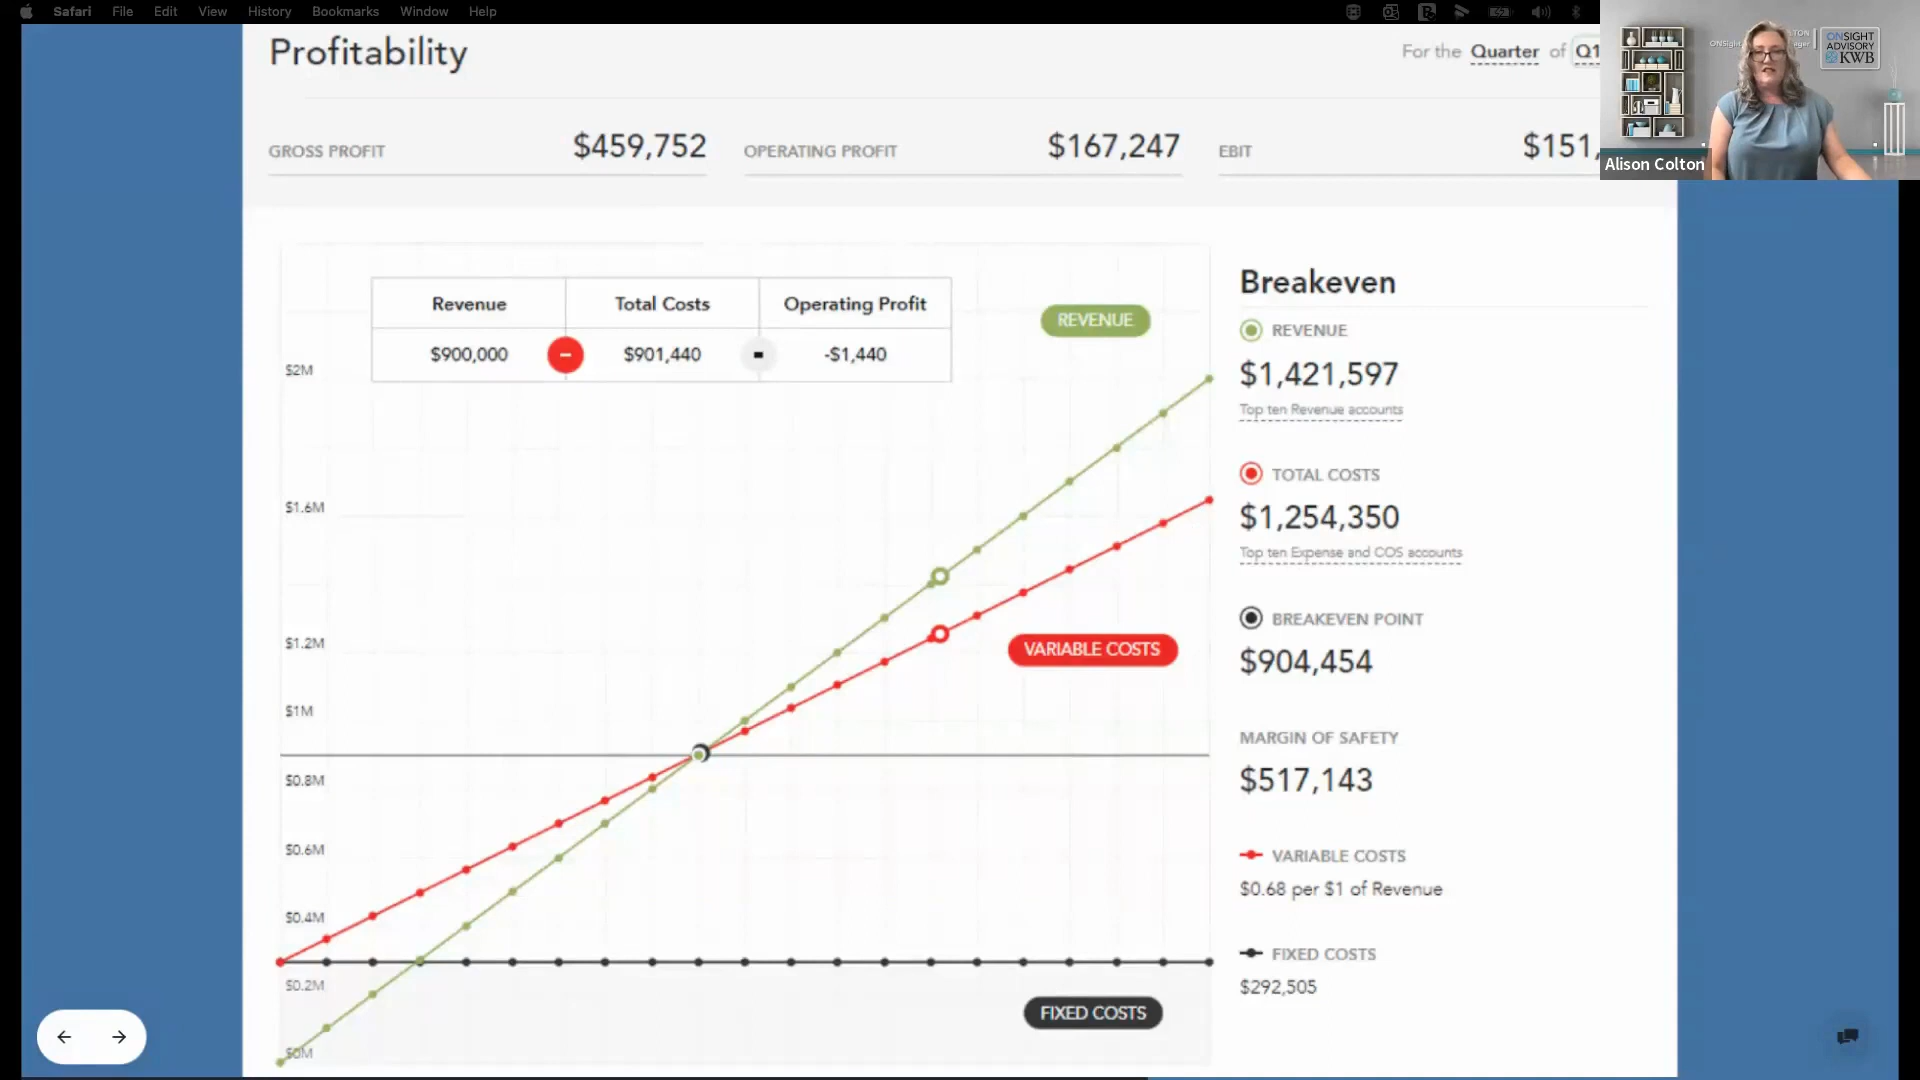 Safari File Edit View History Bookmarks Window Help
Profitability
For the Quarter of Q1
ONSIGHT
ADVISORY
KWB
Alison Colton
GROSS PROFIT $459,752 OPERATING PROFIT $167,247 EBIT $151,
Revenue Total Costs Operating Profit
$900,000 − $901,440 = -$1,440
REVENUE
VARIABLE COSTS
FIXED COSTS
$2M
$1.6M
$1.2M
$1M
$0.8M
$0.6M
$0.4M
$0.2M
$0M
Breakeven
REVENUE
$1,421,597
Top ten Revenue accounts
TOTAL COSTS
$1,254,350
Top ten Expense and COS accounts
BREAKEVEN POINT
$904,454
MARGIN OF SAFETY
$517,143
VARIABLE COSTS
$0.68 per $1 of Revenue
FIXED COSTS
$292,505